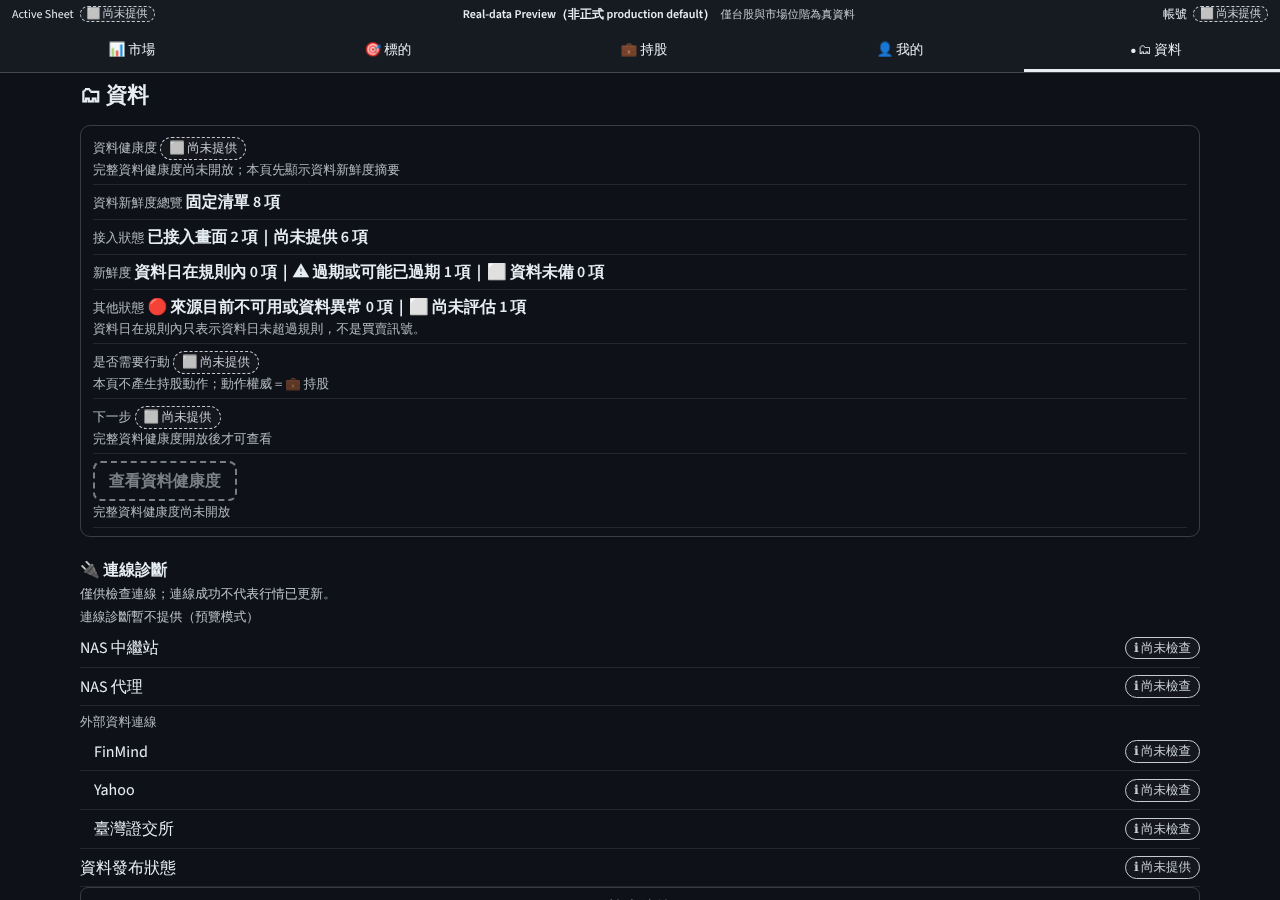 Active Sheet ⬜ 尚未提供 Real-data Preview（非正式 production default） 僅台股與市場位階為真資料 帳號 ⬜ 尚未提供
📊 市場 🎯 標的 💼 持股 👤 我的 • 🗂 資料
🗂 資料
資料健康度 ⬜ 尚未提供
完整資料健康度尚未開放；本頁先顯示資料新鮮度摘要
資料新鮮度總覽 固定清單 8 項
接入狀態 已接入畫面 2 項｜尚未提供 6 項
新鮮度 資料日在規則內 0 項｜⚠ 過期或可能已過期 1 項｜⬜ 資料未備 0 項
其他狀態 🔴 來源目前不可用或資料異常 0 項｜⬜ 尚未評估 1 項
資料日在規則內只表示資料日未超過規則，不是買賣訊號。
是否需要行動 ⬜ 尚未提供
本頁不產生持股動作；動作權威＝💼 持股
下一步 ⬜ 尚未提供
完整資料健康度開放後才可查看
查看資料健康度
完整資料健康度尚未開放
🔌 連線診斷
僅供檢查連線；連線成功不代表行情已更新。
連線診斷暫不提供（預覽模式）
NAS 中繼站 ℹ 尚未檢查
NAS 代理 ℹ 尚未檢查
外部資料連線
FinMind ℹ 尚未檢查
Yahoo ℹ 尚未檢查
臺灣證交所 ℹ 尚未檢查
資料發布狀態 ℹ 尚未提供